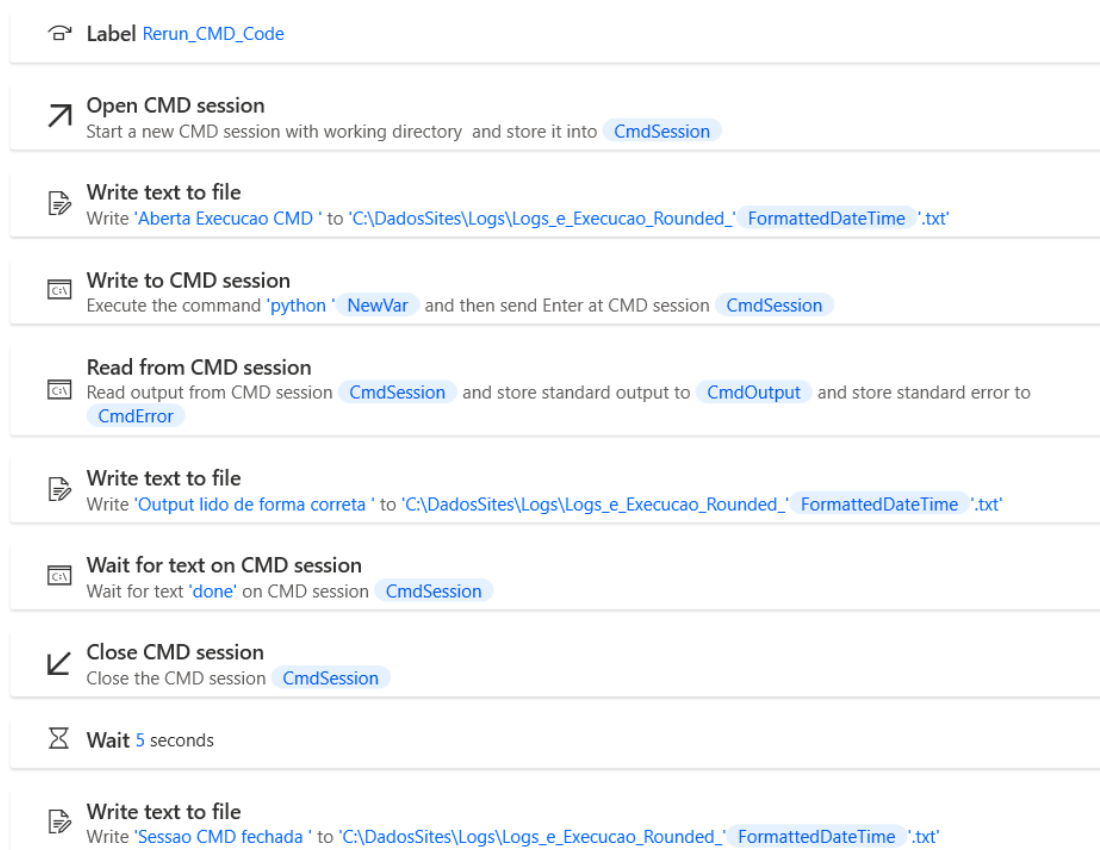 Label Rerun_CMD_Code
Open CMD session
Start a new CMD session with working directory and store it into CmdSession
Write text to file
Write 'Aberta Execucao CMD ' to 'C:\DadosSites\Logs\Logs_e_Execucao_Rounded_' FormattedDateTime '.txt'
Write to CMD session
Execute the command 'python ' NewVar and then send Enter at CMD session CmdSession
Read from CMD session
Read output from CMD session CmdSession and store standard output to CmdOutput and store standard error to
CmdError
Write text to file
Write 'Output lido de forma correta ' to 'C:\DadosSites\Logs\Logs_e_Execucao_Rounded_' FormattedDateTime '.txt'
Wait for text on CMD session
Wait for text 'done' on CMD session CmdSession
Close CMD session
Close the CMD session CmdSession
Wait 5 seconds
Write text to file
Write 'Sessao CMD fechada ' to 'C:\DadosSites\Logs\Logs_e_Execucao_Rounded_' FormattedDateTime '.txt'